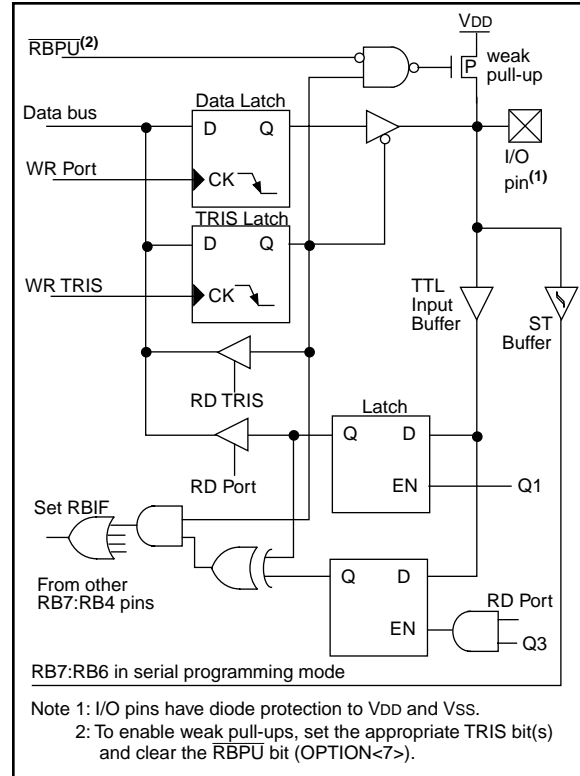 VDD
RBPU(2)
P
weak
pull-up
Data Latch
Data bus
D Q
I/O
pin(1)
WR Port
CK
TRIS Latch
D Q
WR TRIS
CK
TTL
Input
Buffer
ST
Buffer
RD TRIS
Latch
Q D
RD Port
EN
Q1
Set RBIF
From other
RB7:RB4 pins
Q D
RD Port
EN
Q3
RB7:RB6 in serial programming mode
Note 1: I/O pins have diode protection to VDD and VSS.
2: To enable weak pull-ups, set the appropriate TRIS bit(s)
and clear the RBPU bit (OPTION<7>).